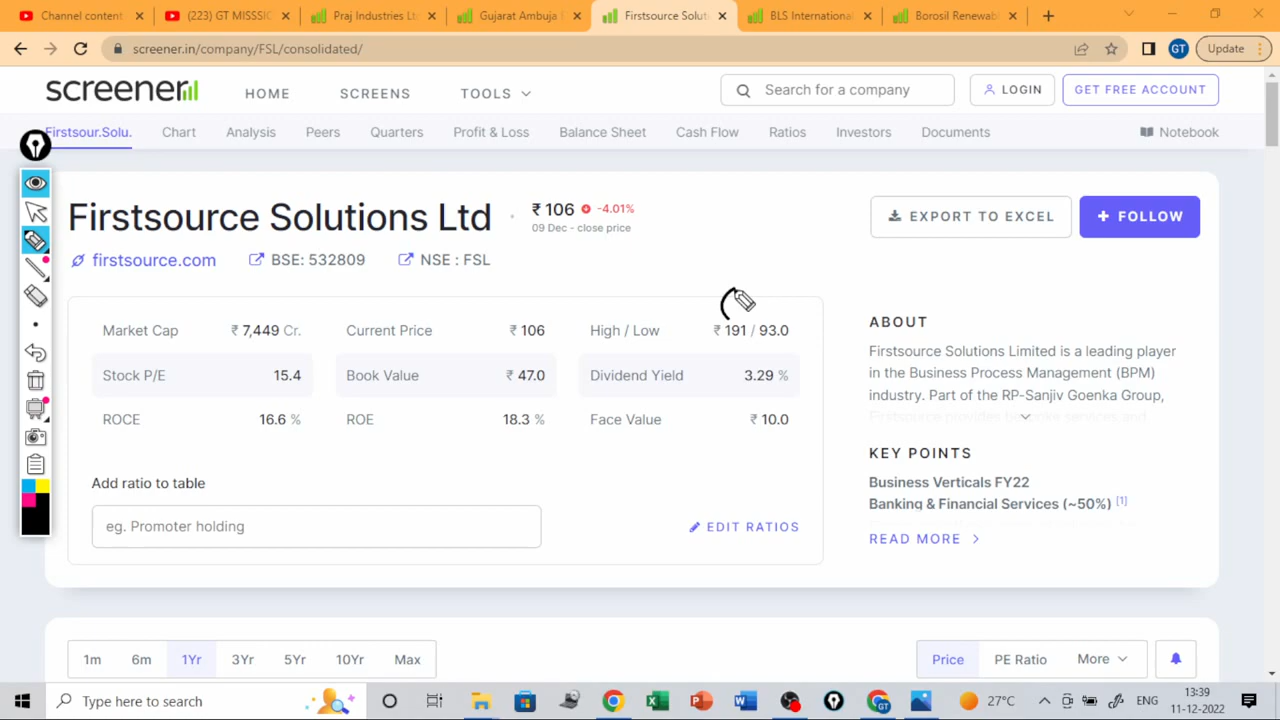 Channel content
(223) GT MISSSIC
Praj Industries Lt
Gujarat Ambuja
Firstsource Soluti
BLS International
Borosil Renewab
screener.in/company/FSL/consolidated/
GT
Update
screener
HOME
SCREENS
TOOLS
Search for a company
LOGIN
GET FREE ACCOUNT
Firstsour.Solu.
Chart
Analysis
Peers
Quarters
Profit & Loss
Balance Sheet
Cash Flow
Ratios
Investors
Documents
Notebook
Firstsource Solutions Ltd
₹ 106 -4.01%
09 Dec - close price
EXPORT TO EXCEL
+ FOLLOW
firstsource.com
BSE: 532809
NSE : FSL
Market Cap ₹ 7,449 Cr.
Current Price ₹ 106
High / Low ₹ 191 / 93.0
Stock P/E 15.4
Book Value ₹ 47.0
Dividend Yield 3.29 %
ROCE 16.6 %
ROE 18.3 %
Face Value ₹ 10.0
Add ratio to table
eg. Promoter holding
EDIT RATIOS
ABOUT
Firstsource Solutions Limited is a leading player
in the Business Process Management (BPM)
industry. Part of the RP-Sanjiv Goenka Group,
Firstsource provides bespoke services and
KEY POINTS
Business Verticals FY22
Banking & Financial Services (~50%) [1]
READ MORE
1m
6m
1Yr
3Yr
5Yr
10Yr
Max
Price
PE Ratio
More
Type here to search
27°C
ENG
13:39
11-12-2022